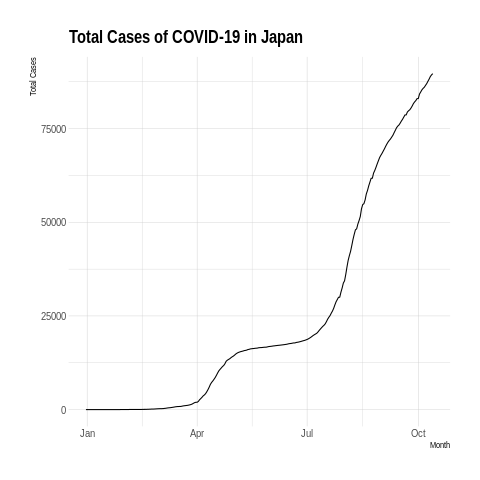 Total Cases of COVID-19 in Japan
Total Cases
75000
50000
25000
0
Jan Apr Jul Oct
Month